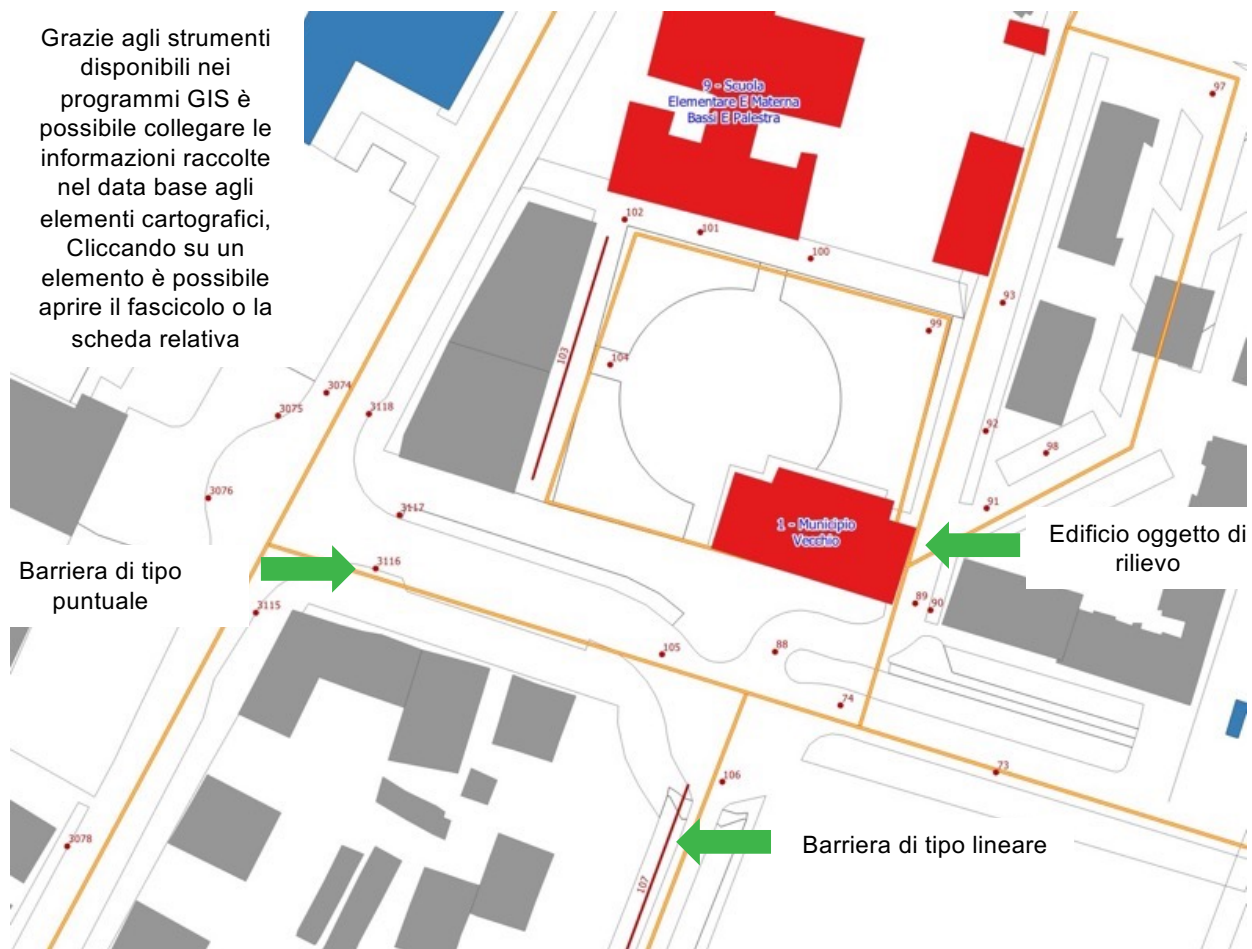 Grazie agli strumenti
disponibili nei
programmi GIS è
possibile collegare le
informazioni raccolte
nel data base agli
elementi cartografici,
Cliccando su un
elemento è possibile
aprire il fascicolo o la
scheda relativa
9 - Scuola
Elementare E Materna
Bassi E Palestra
97
102
101
100
93
99
103
104
3074
3075
3118
92
98
3076
91
3117
1 - Municipio
Vecchio
Edificio oggetto di
rilievo
Barriera di tipo
puntuale
3116
3115
89
90
105
88
74
73
106
3078
Barriera di tipo lineare
107